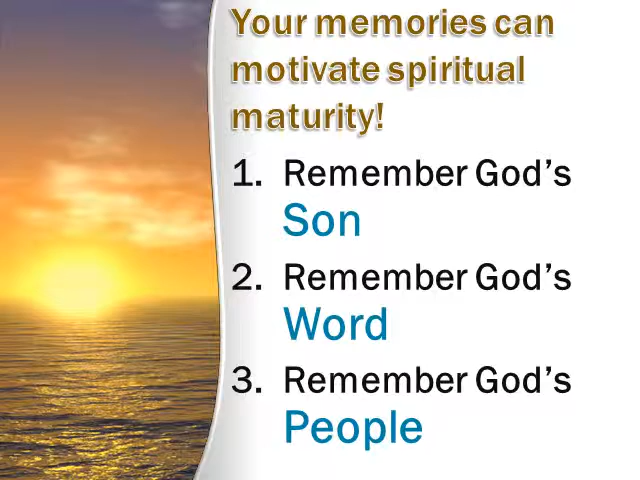 Your memories can
motivate spiritual
maturity!
1. Remember God’s
Son
2. Remember God’s
Word
3. Remember God’s
People